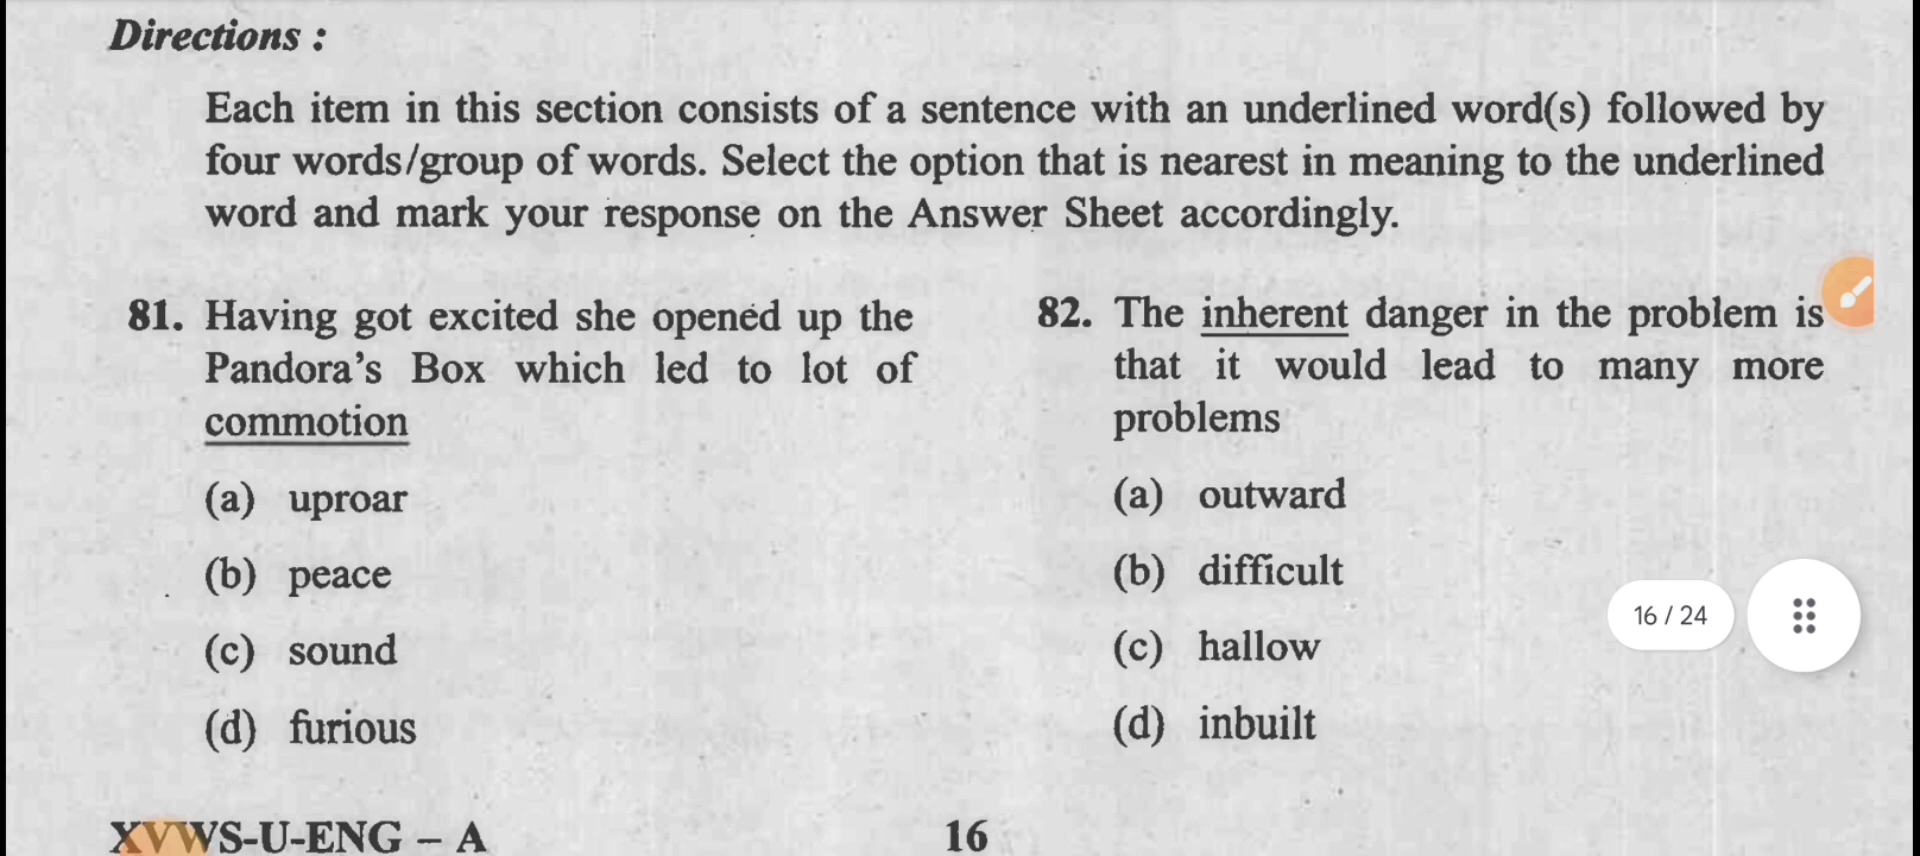 Directions :
Each item in this section consists of a sentence with an underlined word(s) followed by
four words/group of words. Select the option that is nearest in meaning to the underlined
word and mark your response on the Answer Sheet accordingly.
81. Having got excited she opened up the
Pandora's Box which led to lot of
commotion
(a) uproar
(b) peace
(c) sound
(d) furious
82. The inherent danger in the problem is
that it would lead to many more
problems
(a) outward
(b) difficult
(c) hallow
(d) inbuilt
16 / 24
XVWS-U-ENG – A
16